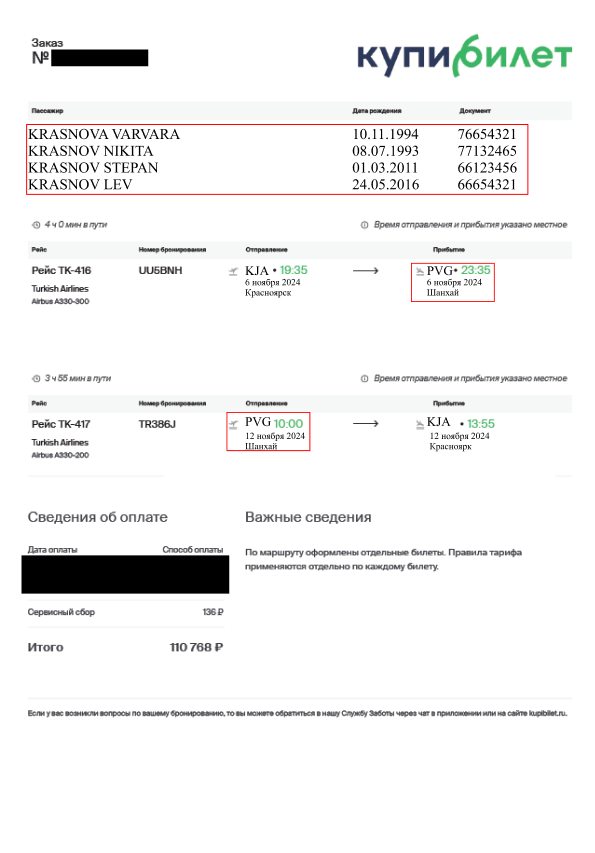 Заказ
№
купибилет
Пассажир Дата рождения Документ
KRASNOVA VARVARA 10.11.1994 76654321
KRASNOV NIKITA 08.07.1993 77132465
KRASNOV STEPAN 01.03.2011 66123456
KRASNOV LEV 24.05.2016 66654321
4 ч 0 мин в пути Время отправления и прибытия указано местное
Рейс Номер бронирования Отправление Прибытие
Рейс TK-416 UU5BNH KJA • 19:35 PVG• 23:35
6 ноября 2024 6 ноября 2024
Turkish Airlines Красноярск Шанхай
Airbus A330-300
3 ч 55 мин в пути Время отправления и прибытия указано местное
Рейс Номер бронирования Отправление Прибытие
Рейс TK-417 TR386J PVG 10:00 KJA • 13:55
12 ноября 2024 12 ноября 2024
Turkish Airlines Шанхай Красноярк
Airbus A330-200
Сведения об оплате Важные сведения
Дата оплаты Способ оплаты
По маршруту оформлены отдельные билеты. Правила тарифа
применяются отдельно по каждому билету.
Сервисный сбор 136 ₽
Итого 110 768 ₽
Если у вас возникли вопросы по вашему бронированию, то вы можете обратиться в нашу Службу Заботы через чат в приложении или на сайте kupibilet.ru.